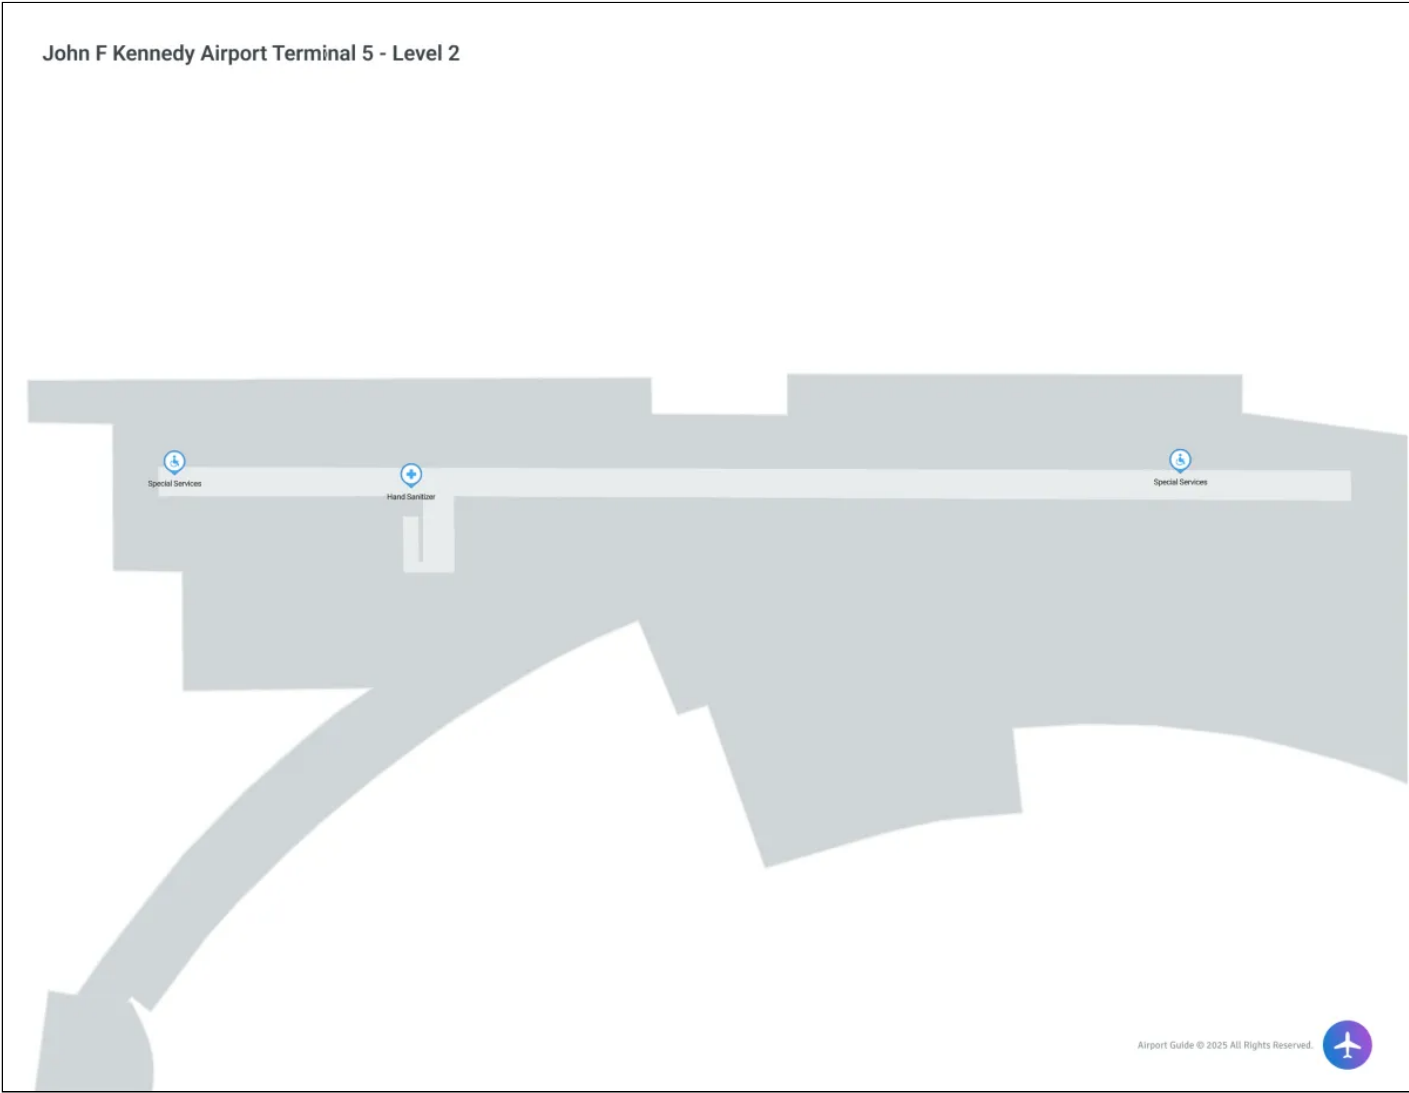 John F Kennedy Airport Terminal 5 - Level 2
Special Services
Hand Sanitizer
Special Services
Airport Guide © 2025 All Rights Reserved.